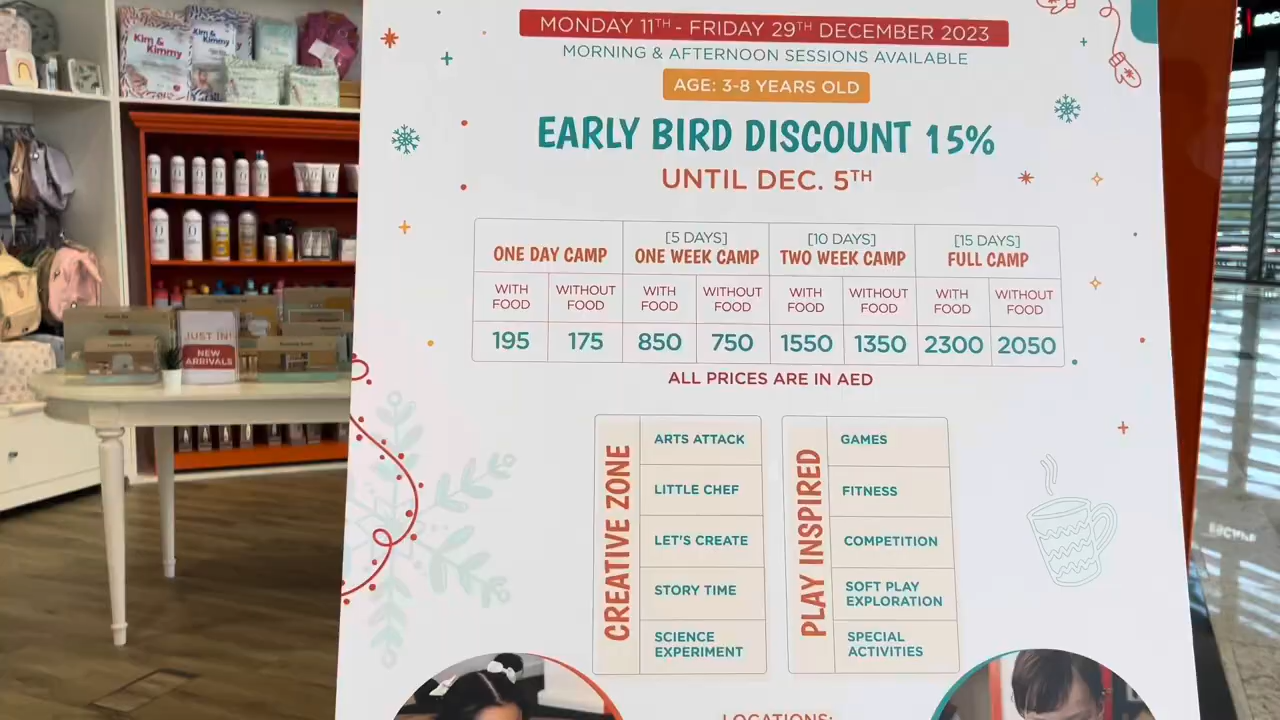 Kim &
Kimmy
Kim &
Kimmy
JUST IN!
NEW
ARRIVALS
MONDAY 11TH - FRIDAY 29TH DECEMBER 2023
MORNING & AFTERNOON SESSIONS AVAILABLE
AGE: 3-8 YEARS OLD
EARLY BIRD DISCOUNT 15%
UNTIL DEC. 5TH
ONE DAY CAMP
[5 DAYS]
ONE WEEK CAMP
[10 DAYS]
TWO WEEK CAMP
[15 DAYS]
FULL CAMP
WITH FOOD
WITHOUT FOOD
WITH FOOD
WITHOUT FOOD
WITH FOOD
WITHOUT FOOD
WITH FOOD
WITHOUT FOOD
195 175 850 750 1550 1350 2300 2050
ALL PRICES ARE IN AED
CREATIVE ZONE
ARTS ATTACK
LITTLE CHEF
LET'S CREATE
STORY TIME
SCIENCE
EXPERIMENT
PLAY INSPIRED
GAMES
FITNESS
COMPETITION
SOFT PLAY
EXPLORATION
SPECIAL
ACTIVITIES
LOCATIONS: